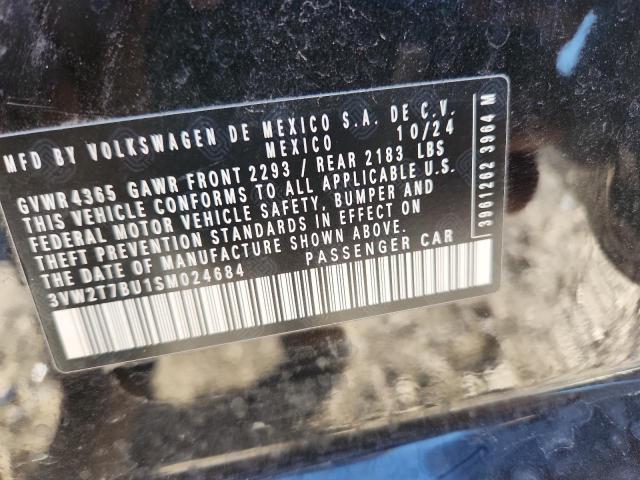 MFD BY VOLKSWAGEN DE MEXICO S.A. DE C.V.
MEXICO 10/24
GVWR 4365 GAWR FRONT 2293 / REAR 2183 LBS
THIS VEHICLE CONFORMS TO ALL APPLICABLE U.S.
FEDERAL MOTOR VEHICLE SAFETY, BUMPER AND
THEFT PREVENTION STANDARDS IN EFFECT ON
THE DATE OF MANUFACTURE SHOWN ABOVE.
3VW2T7BU1SM024684 PASSENGER CAR
3961262 3964 M